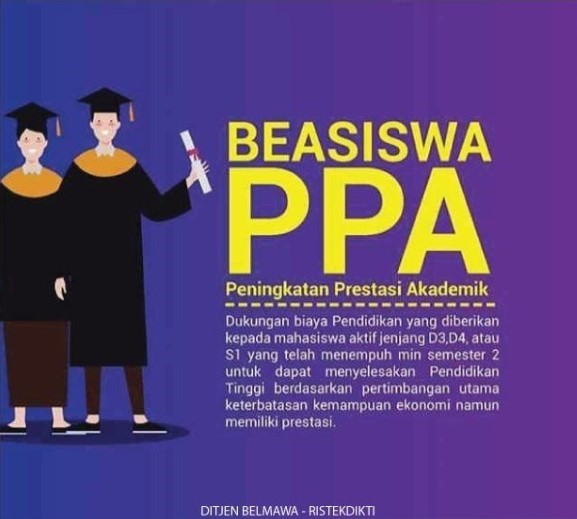 BEASISWA
PPA
Peningkatan Prestasi Akademik
Dukungan biaya Pendidikan yang diberikan
kepada mahasiswa aktif jenjang D3,D4, atau
S1 yang telah menempuh min semester 2
untuk dapat menyelesakan Pendidikan
Tinggi berdasarkan pertimbangan utama
keterbatasan kemampuan ekonomi namun
memiliki prestasi.
DITJEN BELMAWA - RISTEKDIKTI